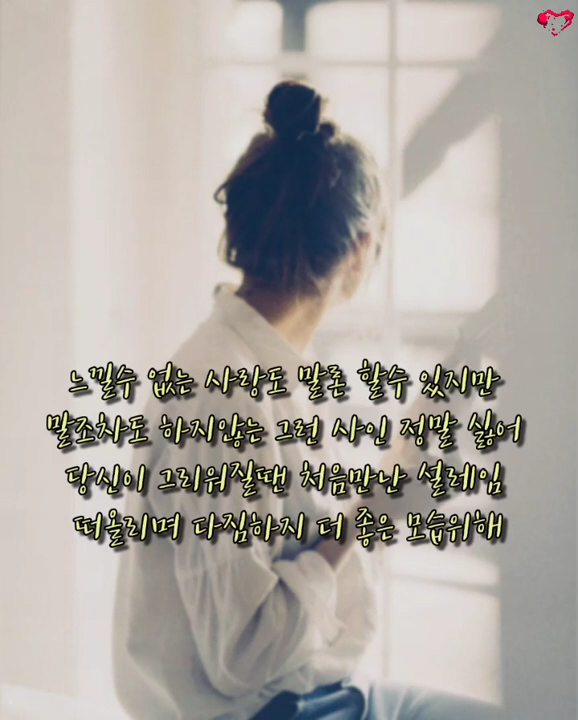 느낄수 없는 사랑도 말론 할수 있지만
말조차도 하지않는 그런 사인 정말 싫어
당신이 그리워질땐 처음만난 설레임
떠올리며 다짐하지 더 좋은 모습위해